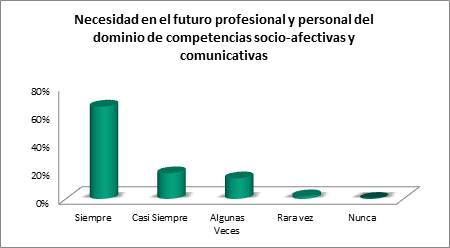 Necesidad en el futuro profesional y personal del
dominio de competencias socio-afectivas y
comunicativas
80%
60%
40%
20%
0%
Siempre
Casi Siempre
Algunas
Veces
Rara vez
Nunca